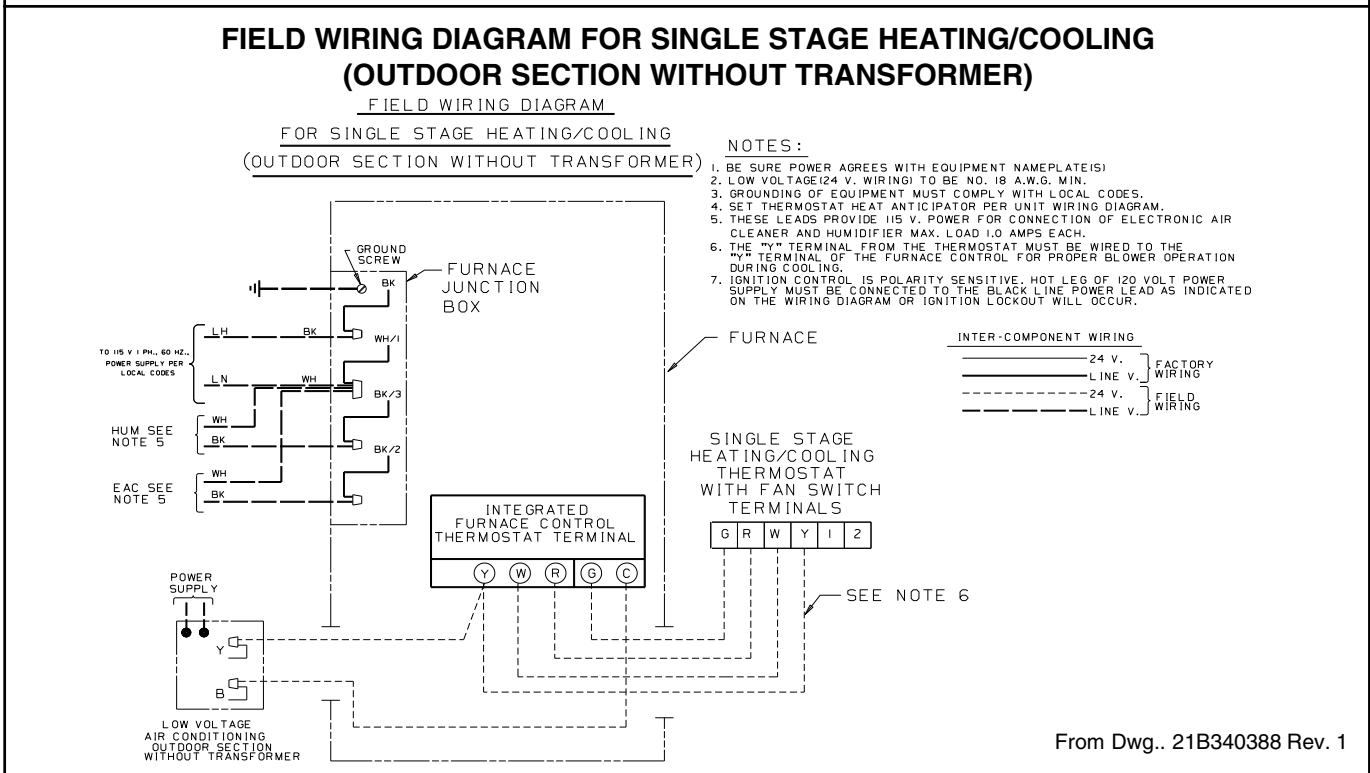 FIELD WIRING DIAGRAM FOR SINGLE STAGE HEATING/COOLING
(OUTDOOR SECTION WITHOUT TRANSFORMER)
FIELD WIRING DIAGRAM
FOR SINGLE STAGE HEATING/COOLING
(OUTDOOR SECTION WITHOUT TRANSFORMER)
NOTES:
1. BE SURE POWER AGREES WITH EQUIPMENT NAMEPLATE(S)
2. LOW VOLTAGE(24 V. WIRING) TO BE NO. 18 A.W.G. MIN.
3. GROUNDING OF EQUIPMENT MUST COMPLY WITH LOCAL CODES.
4. SET THERMOSTAT HEAT ANTICIPATOR PER UNIT WIRING DIAGRAM.
5. THESE LEADS PROVIDE 115 V. POWER FOR CONNECTION OF ELECTRONIC AIR
CLEANER AND HUMIDIFIER MAX. LOAD 1.0 AMPS EACH.
6. THE "Y" TERMINAL FROM THE THERMOSTAT MUST BE WIRED TO THE
"Y" TERMINAL OF THE FURNACE CONTROL FOR PROPER BLOWER OPERATION
DURING COOLING.
7. IGNITION CONTROL IS POLARITY SENSITIVE. HOT LEG OF 120 VOLT POWER
SUPPLY MUST BE CONNECTED TO THE BLACK LINE POWER LEAD AS INDICATED
ON THE WIRING DIAGRAM OR IGNITION LOCKOUT WILL OCCUR.
GROUND
SCREW
BK
FURNACE
JUNCTION
BOX
LH
BK
WH/1
TO 115 V 1 PH., 60 HZ.,
POWER SUPPLY PER
LOCAL CODES
LN
WH
BK/3
HUM SEE
NOTE 5
WH
BK
BK/2
EAC SEE
NOTE 5
WH
BK
FURNACE
INTER-COMPONENT WIRING
24 V.
LINE V.
FACTORY
WIRING
24 V.
LINE V.
FIELD
WIRING
SINGLE STAGE
HEATING/COOLING
THERMOSTAT
WITH FAN SWITCH
TERMINALS
G R W Y 1 2
INTEGRATED
FURNACE CONTROL
THERMOSTAT TERMINAL
Y W R G C
SEE NOTE 6
POWER
SUPPLY
Y
B
LOW VOLTAGE
AIR CONDITIONING
OUTDOOR SECTION
WITHOUT TRANSFORMER
From Dwg.. 21B340388 Rev. 1